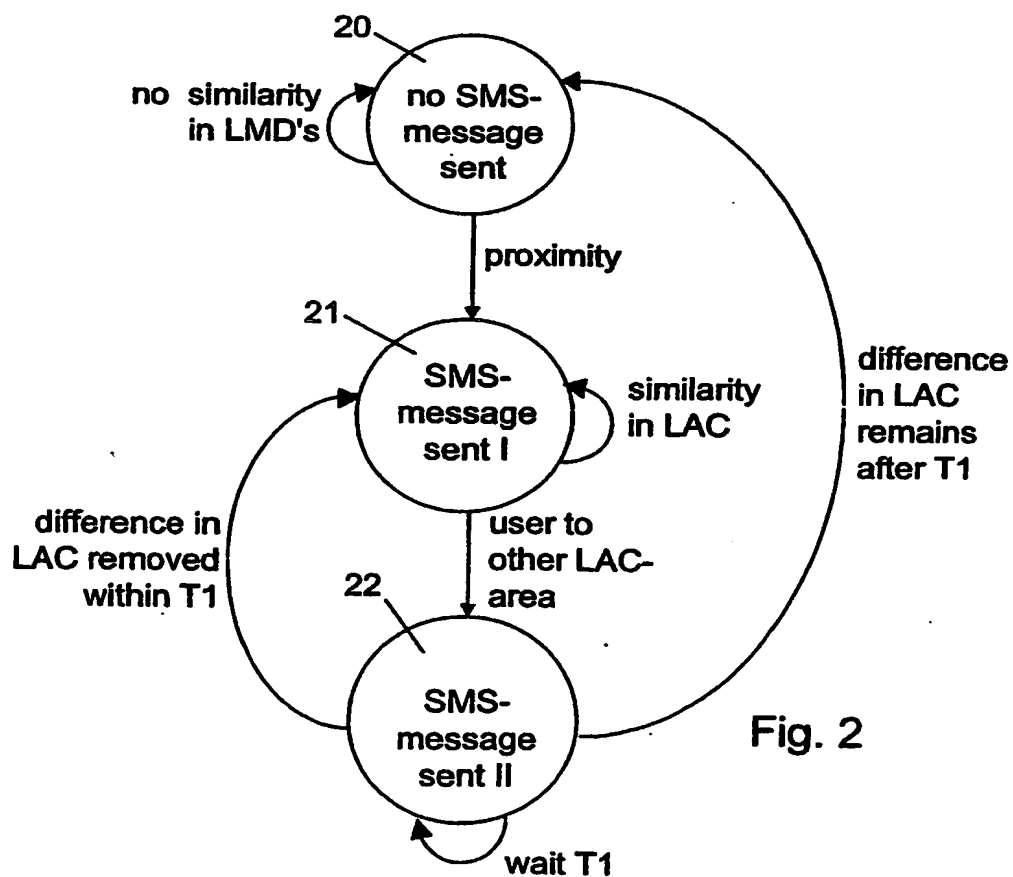 20
no similarity
in LMD's
no SMS-
message
sent
proximity
21
SMS-
message
sent I
similarity
in LAC
difference
in LAC
remains
after T1
difference in
LAC removed
within T1
user to
other LAC-
area
22
SMS-
message
sent II
wait T1
Fig. 2